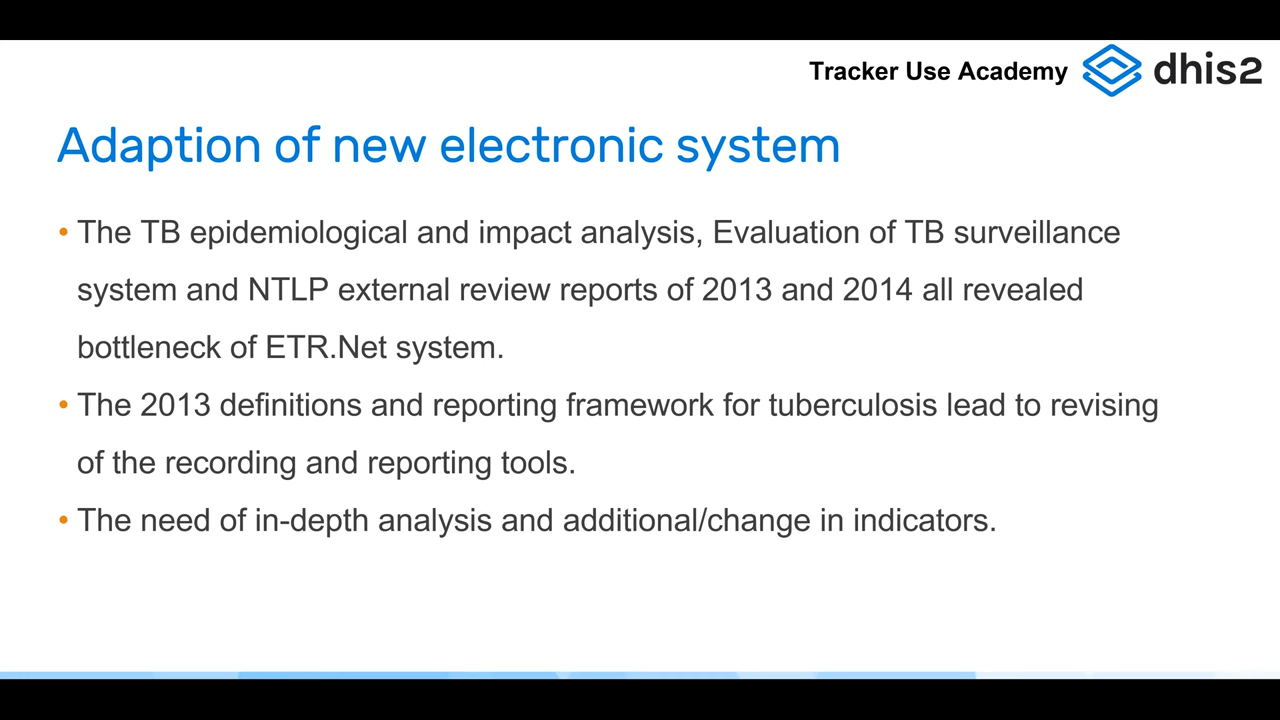 Tracker Use Academy dhis2
Adaption of new electronic system
• The TB epidemiological and impact analysis, Evaluation of TB surveillance
system and NTLP external review reports of 2013 and 2014 all revealed
bottleneck of ETR.Net system.
• The 2013 definitions and reporting framework for tuberculosis lead to revising
of the recording and reporting tools.
• The need of in-depth analysis and additional/change in indicators.